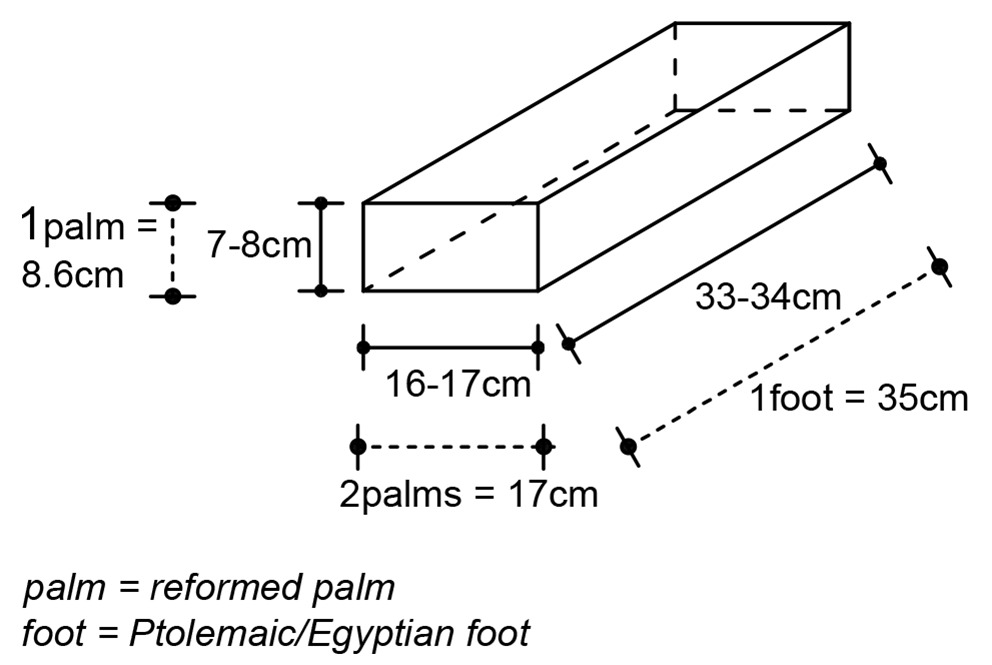 1palm =
8.6cm
7-8cm
33-34cm
16-17cm
1foot = 35cm
2palms = 17cm
palm = reformed palm
foot = Ptolemaic/Egyptian foot